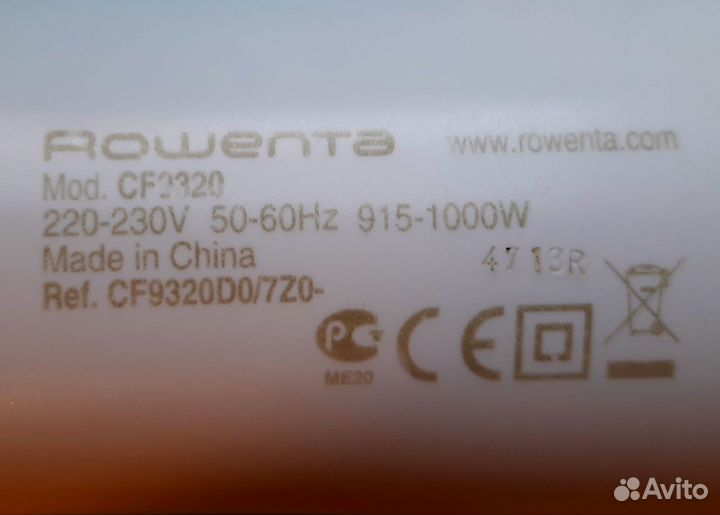 Rowenta www.rowenta.com
Mod. CF9320
220-230V 50-60Hz 915-1000W
Made in China 4713R
Ref. CF9320D0/7Z0-
PC CE
ME20
Avito